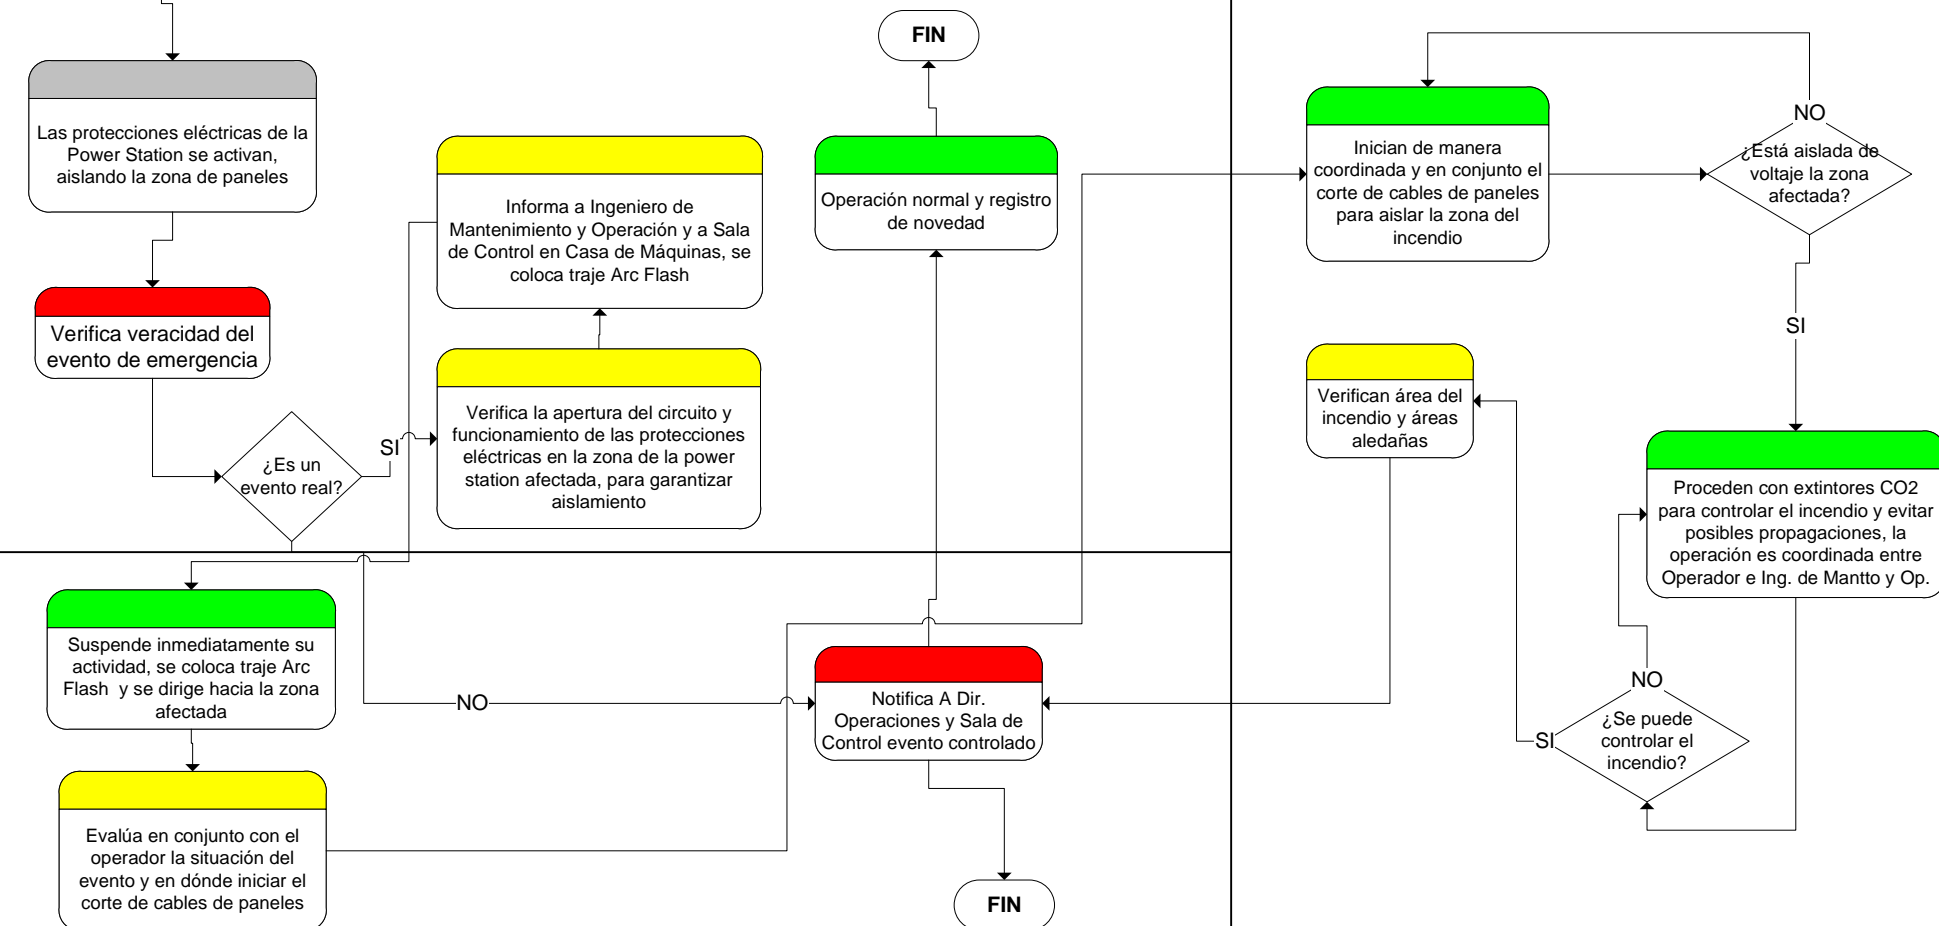 Las protecciones eléctricas de la
Power Station se activan,
aislando la zona de paneles
Verifica veracidad del
evento de emergencia
¿Es un
evento real?
SI
Informa a Ingeniero de
Mantenimiento y Operación y a Sala
de Control en Casa de Máquinas, se
coloca traje Arc Flash
Verifica la apertura del circuito y
funcionamiento de las protecciones
eléctricas en la zona de la power
station afectada, para garantizar
aislamiento
FIN
Operación normal y registro
de novedad
Suspende inmediatamente su
actividad, se coloca traje Arc
Flash y se dirige hacia la zona
afectada
Evalúa en conjunto con el
operador la situación del
evento y en dónde iniciar el
corte de cables de paneles
NO
Notifica A Dir.
Operaciones y Sala de
Control evento controlado
FIN
Inician de manera
coordinada y en conjunto el
corte de cables de paneles
para aislar la zona del
incendio
NO
¿Está aislada de
voltaje la zona
afectada?
SI
Verifican área del
incendio y áreas
aledañas
Proceden con extintores CO2
para controlar el incendio y evitar
posibles propagaciones, la
operación es coordinada entre
Operador e Ing. de Mantto y Op.
NO
¿Se puede
controlar el
incendio?
SI